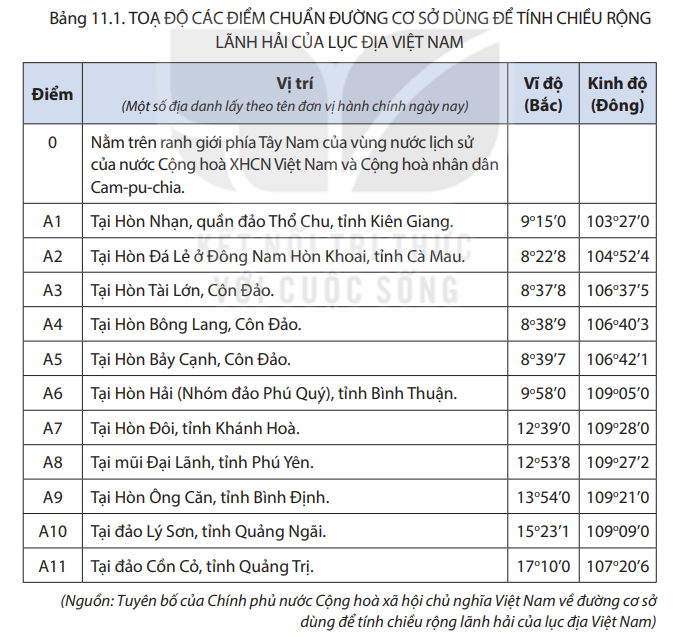 Bảng 11.1. TOẠ ĐỘ CÁC ĐIỂM CHUẨN ĐƯỜNG CƠ SỞ DÙNG ĐỂ TÍNH CHIỀU RỘNG
LÃNH HẢI CỦA LỤC ĐỊA VIỆT NAM
Điểm Vị trí (Một số địa danh lấy theo tên đơn vị hành chính ngày nay) Vĩ độ (Bắc) Kinh độ (Đông)
0 Nằm trên ranh giới phía Tây Nam của vùng nước lịch sử
của nước Cộng hoà XHCN Việt Nam và Cộng hoà nhân dân
Cam-pu-chia.
A1 Tại Hòn Nhạn, quần đảo Thổ Chu, tỉnh Kiên Giang. 9°15'0 103°27'0
A2 Tại Hòn Đá Lẻ ở Đông Nam Hòn Khoai, tỉnh Cà Mau. 8°22'8 104°52'4
A3 Tại Hòn Tài Lớn, Côn Đảo. 8°37'8 106°37'5
A4 Tại Hòn Bông Lang, Côn Đảo. 8°38'9 106°40'3
A5 Tại Hòn Bảy Cạnh, Côn Đảo. 8°39'7 106°42'1
A6 Tại Hòn Hải (Nhóm đảo Phú Quý), tỉnh Bình Thuận. 9°58'0 109°05'0
A7 Tại Hòn Đôi, tỉnh Khánh Hoà. 12°39'0 109°28'0
A8 Tại mũi Đại Lãnh, tỉnh Phú Yên. 12°53'8 109°27'2
A9 Tại Hòn Ông Căn, tỉnh Bình Định. 13°54'0 109°21'0
A10 Tại đảo Lý Sơn, tỉnh Quảng Ngãi. 15°23'1 109°09'0
A11 Tại đảo Cồn Cỏ, tỉnh Quảng Trị. 17°10'0 107°20'6
KẾT NỐI TRI THỨC
VỚI CUỘC SỐNG
(Nguồn: Tuyên bố của Chính phủ nước Cộng hoà xã hội chủ nghĩa Việt Nam về đường cơ sở
dùng để tính chiều rộng lãnh hải của lục địa Việt Nam)